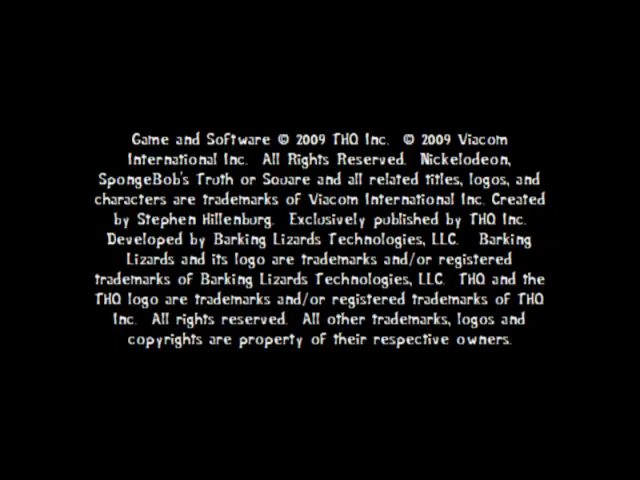 Game and Software © 2009 THQ Inc. © 2009 Viacom
International Inc. All Rights Reserved. Nickelodeon,
SpongeBob's Truth or Square and all related titles, logos, and
characters are trademarks of Viacom International Inc. Created
by Stephen Hillenburg. Exclusively published by THQ Inc.
Developed by Barking Lizards Technologies, LLC. Barking
Lizards and its logo are trademarks and/or registered
trademarks of Barking Lizards Technologies, LLC. THQ and the
THQ logo are trademarks and/or registered trademarks of THQ
Inc. All rights reserved. All other trademarks, logos and
copyrights are property of their respective owners.